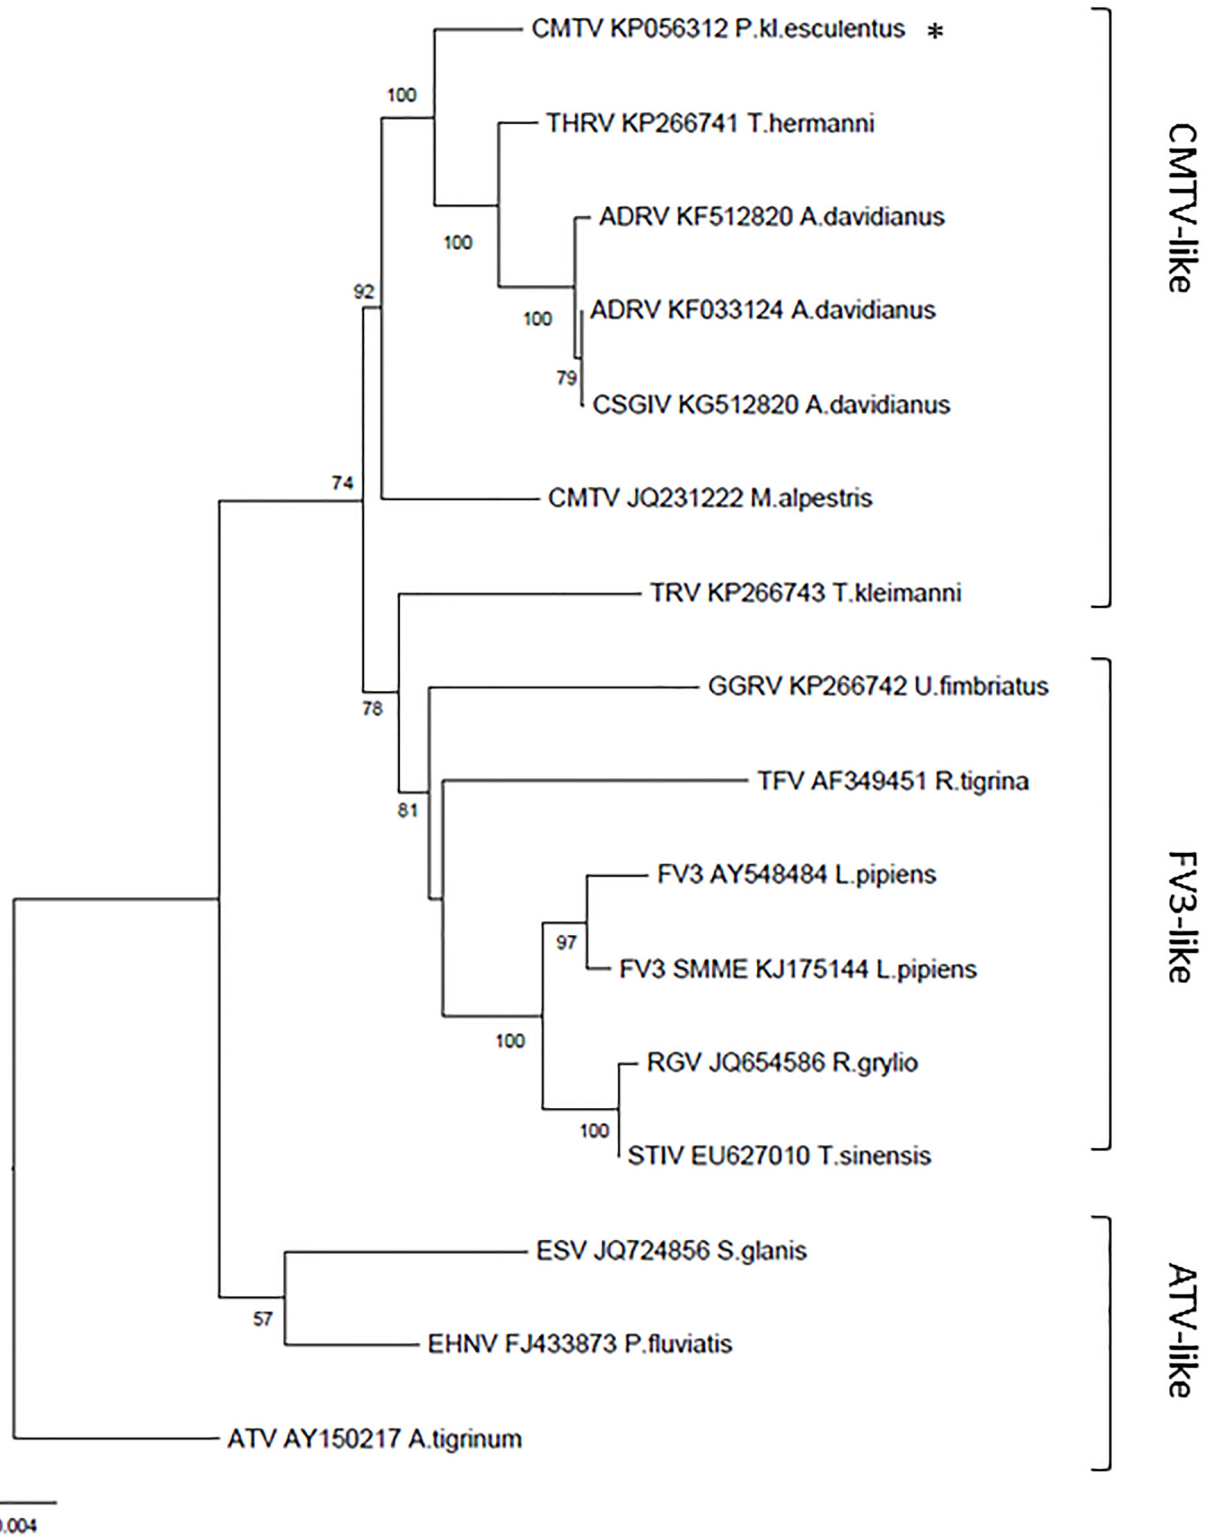 CMTV KP056312 P.kl.esculentus *
100
THRV KP266741 T.hermanni
ADRV KF512820 A.davidianus
100
ADRV KF033124 A.davidianus
100
92
79
CSGIV KG512820 A.davidianus
CMTV JQ231222 M.alpestris
74
TRV KP266743 T.kleimanni
CMTV-like
GGRV KP266742 U.fimbriatus
78
TFV AF349451 R.tigrina
81
FV3 AY548484 L.pipiens
97
FV3 SMME KJ175144 L.pipiens
100
RGV JQ654586 R.grylio
100
STIV EU627010 T.sinensis
FV3-like
ESV JQ724856 S.glanis
57
EHNV FJ433873 P.fluviatis
ATV AY150217 A.tigrinum
ATV-like
0.004